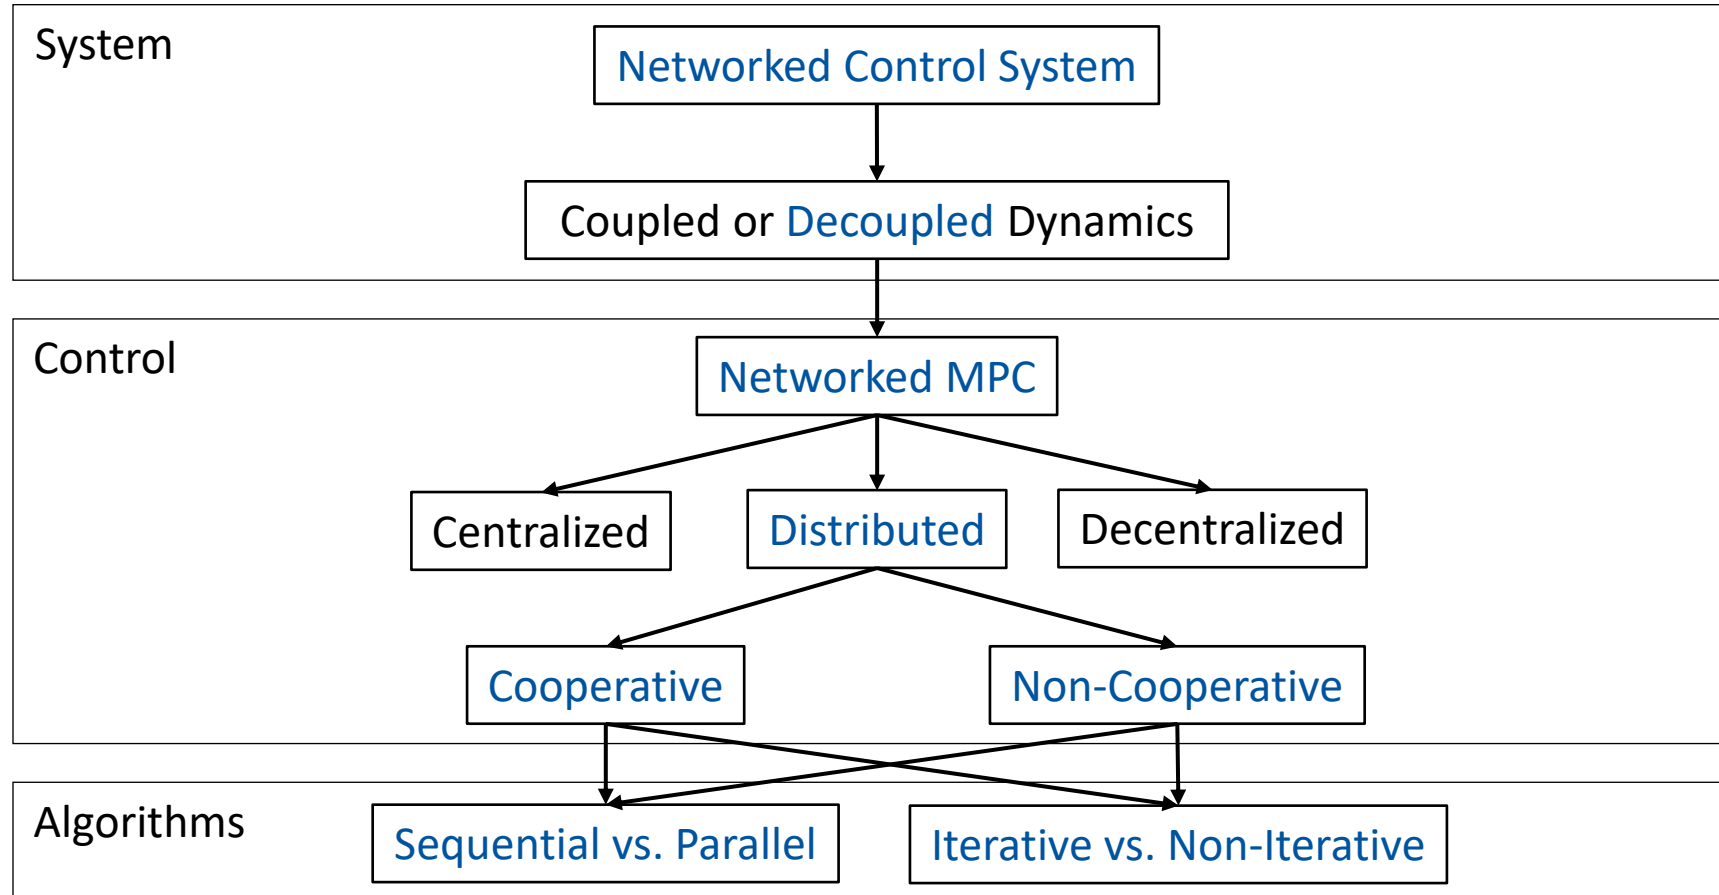 System
Networked Control System
Coupled or Decoupled Dynamics
Control
Networked MPC
Centralized
Distributed
Decentralized
Cooperative
Non-Cooperative
Algorithms
Sequential vs. Parallel
Iterative vs. Non-Iterative